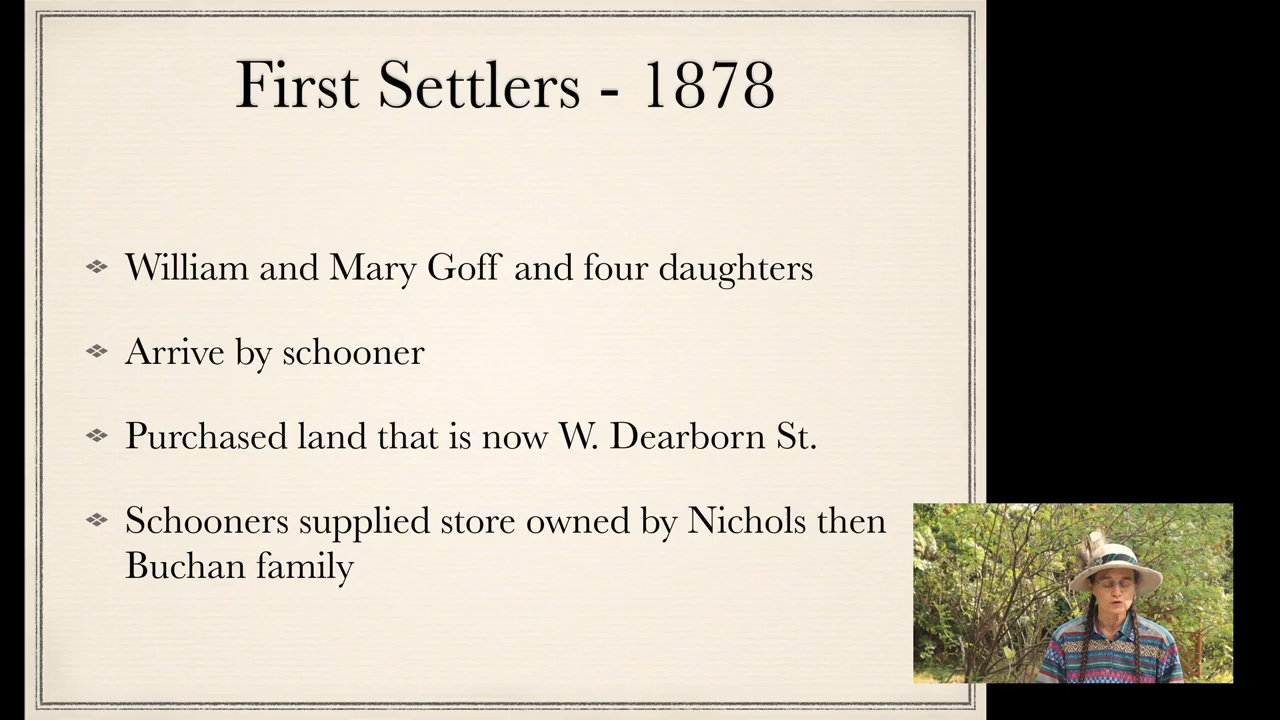 First Settlers - 1878
William and Mary Goff and four daughters
Arrive by schooner
Purchased land that is now W. Dearborn St.
Schooners supplied store owned by Nichols then
Buchan family